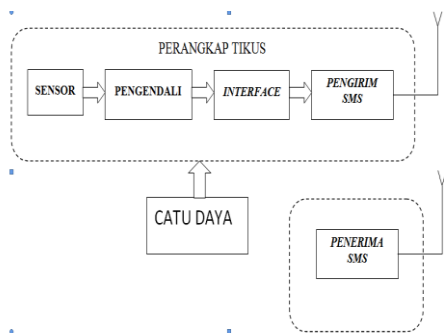 PERANGKAP TIKUS
SENSOR
PENGENDALI
INTERFACE
PENGIRIM
SMS
CATU DAYA
PENERIMA
SMS